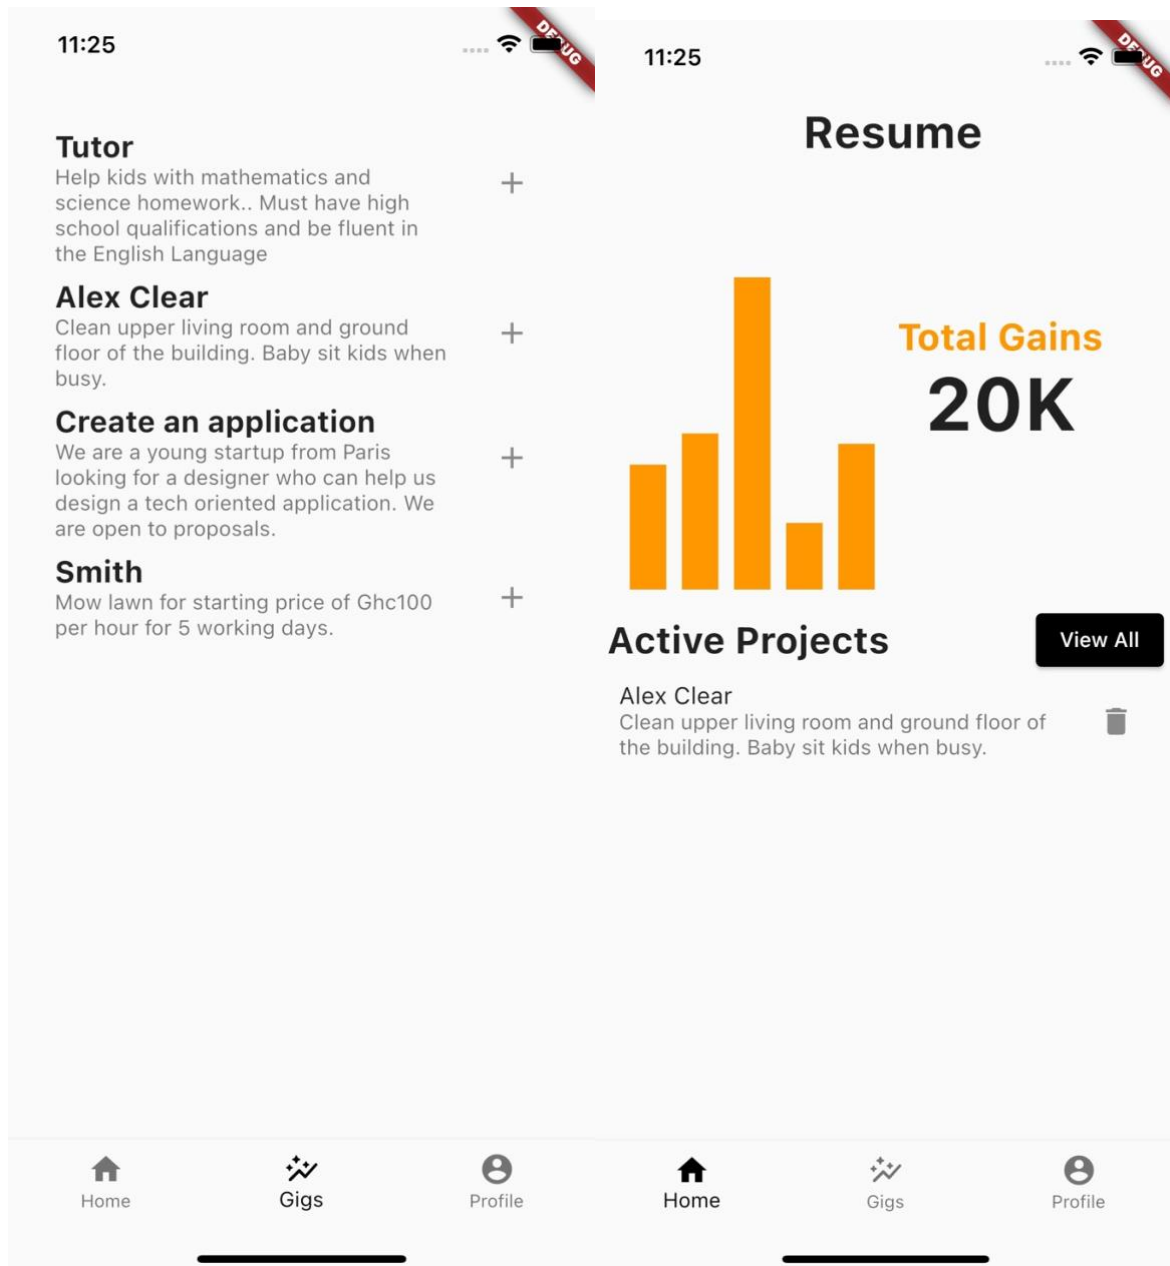 11:25
DEBUG
Tutor
Help kids with mathematics and
science homework.. Must have high
school qualifications and be fluent in
the English Language
Alex Clear
Clean upper living room and ground
floor of the building. Baby sit kids when
busy.
Create an application
We are a young startup from Paris
looking for a designer who can help us
design a tech oriented application. We
are open to proposals.
Smith
Mow lawn for starting price of Ghc100
per hour for 5 working days.
Home
Gigs
Profile
11:25
DEBUG
Resume
Total Gains
20K
Active Projects
View All
Alex Clear
Clean upper living room and ground floor of
the building. Baby sit kids when busy.
Home
Gigs
Profile